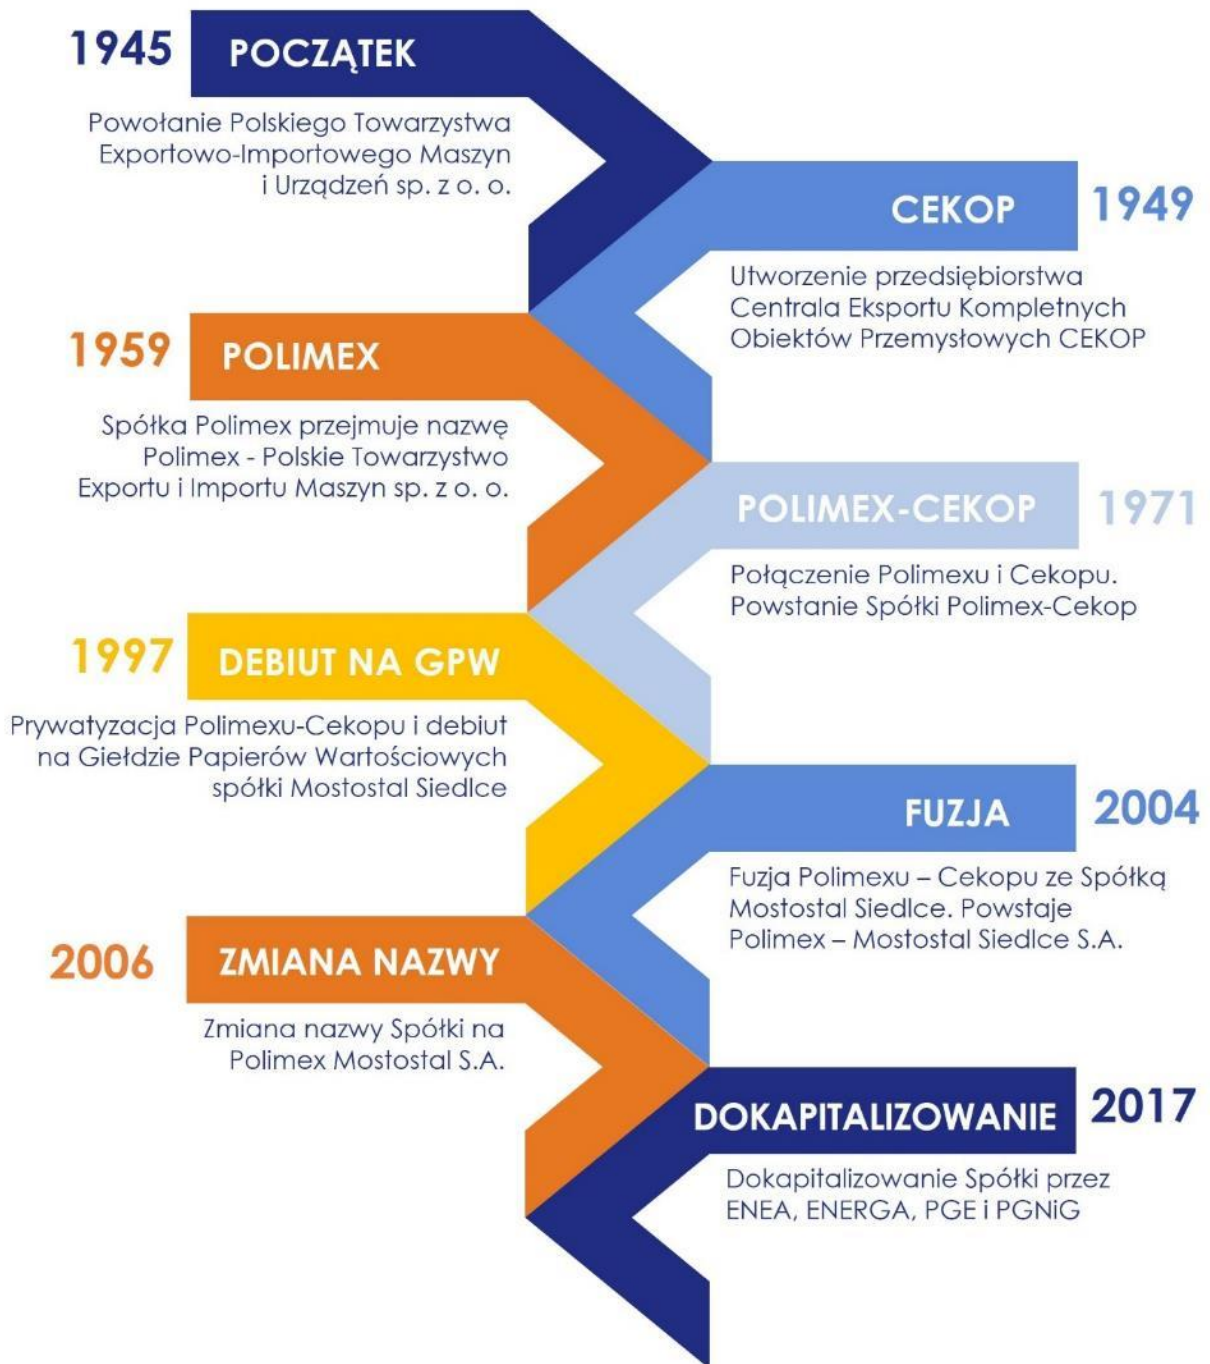 1945
POCZĄTEK
Powołanie Polskiego Towarzystwa
Exportowo-Importowego Maszyn
i Urządzeń sp. z o. o.
CEKOP
1949
Utworzenie przedsiębiorstwa
Centrala Eksportu Kompletnych
Obiektów Przemysłowych CEKOP
1959
POLIMEX
Spółka Polimex przejmuje nazwę
Polimex - Polskie Towarzystwo
Exportu i Importu Maszyn sp. z o. o.
POLIMEX-CEKOP
1971
Połączenie Polimexu i Cekopu.
Powstanie Spółki Polimex-Cekop
1997
DEBIUT NA GPW
Prywatyzacja Polimexu-Cekopu i debiut
na Giełdzie Papierów Wartościowych
spółki Mostostal Siedlce
FUZJA
2004
Fuzja Polimexu – Cekopu ze Spółką
Mostostal Siedlce. Powstaje
Polimex – Mostostal Siedlce S.A.
2006
ZMIANA NAZWY
Zmiana nazwy Spółki na
Polimex Mostostal S.A.
DOKAPITALIZOWANIE
2017
Dokapitalizowanie Spółki przez
ENEA, ENERGA, PGE i PGNiG